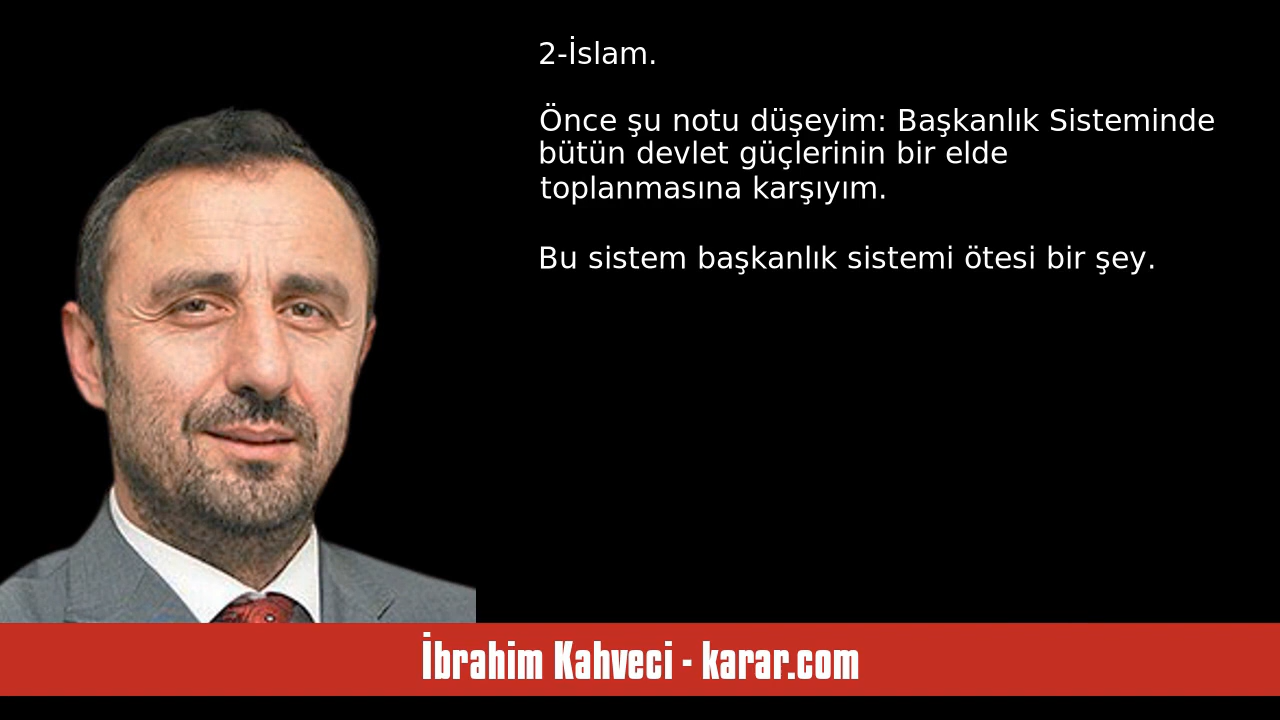 2-İslam.
Önce şu notu düşeyim: Başkanlık Sisteminde
bütün devlet güçlerinin bir elde
toplanmasına karşıyım.
Bu sistem başkanlık sistemi ötesi bir şey.
İbrahim Kahveci - karar.com